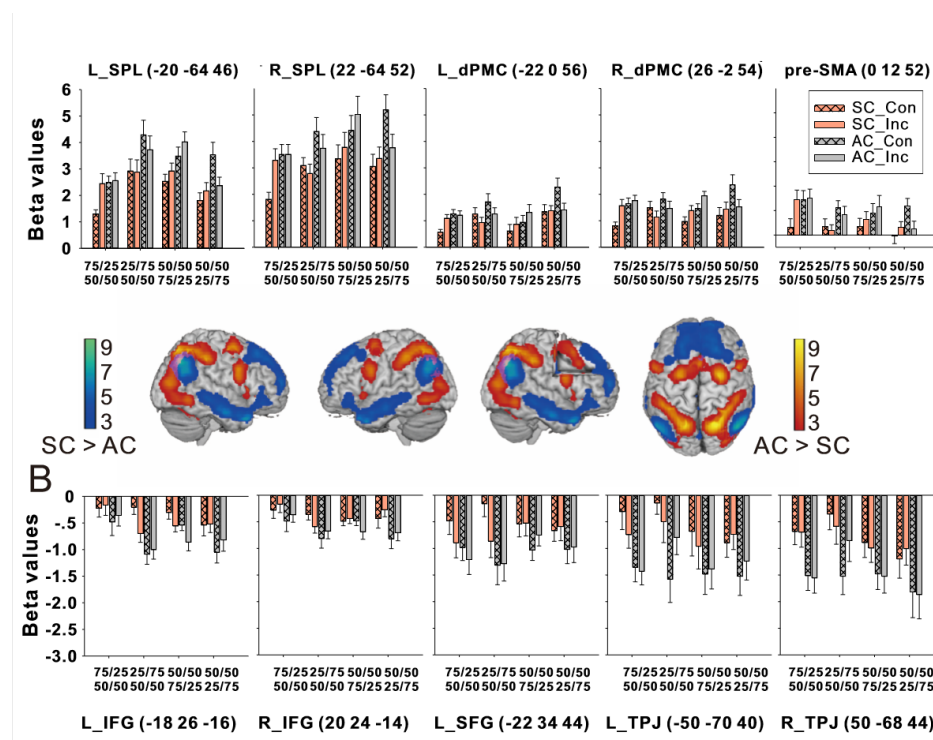 L_SPL (-20 -64 46) R_SPL (22 -64 52) L_dPMC (-22 0 56) R_dPMC (26 -2 54) pre-SMA (0 12 52)
Beta values
6
5
4
3
2
1
0
SC_Con
SC_Inc
AC_Con
AC_Inc
75/25 25/75 50/50 50/50 75/25 25/75 50/50 50/50 75/25 25/75 50/50 50/50 75/25 25/75 50/50 50/50 75/25 25/75 50/50 50/50
50/50 50/50 75/25 25/75 50/50 50/50 75/25 25/75 50/50 50/50 75/25 25/75 50/50 50/50 75/25 25/75 50/50 50/50 75/25 25/75
9
7
5
3
SC > AC
9
7
5
3
AC > SC
B
Beta values
0
-.5
-1.0
-1.5
-2.0
-2.5
-3.0
75/25 25/75 50/50 50/50 75/25 25/75 50/50 50/50 75/25 25/75 50/50 50/50 75/25 25/75 50/50 50/50 75/25 25/75 50/50 50/50
50/50 50/50 75/25 25/75 50/50 50/50 75/25 25/75 50/50 50/50 75/25 25/75 50/50 50/50 75/25 25/75 50/50 50/50 75/25 25/75
L_IFG (-18 26 -16) R_IFG (20 24 -14) L_SFG (-22 34 44) L_TPJ (-50 -70 40) R_TPJ (50 -68 44)